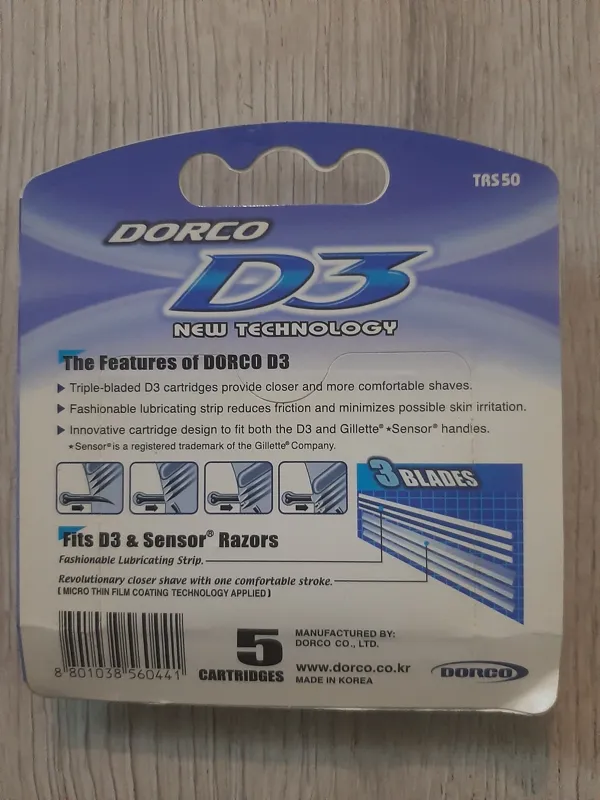 TRS50
DORCO
D3
NEW TECHNOLOGY
The Features of DORCO D3
Triple-bladed D3 cartridges provide closer and more comfortable shaves.
Fashionable lubricating strip reduces friction and minimizes possible skin irritation.
Innovative cartridge design to fit both the D3 and Gillette® ★Sensor® handies.
★Sensor® is a registered trademark of the Gillette® Company.
3 BLADES
Fits D3 & Sensor® Razors
Fashionable Lubricating Strip.
Revolutionary closer shave with one comfortable stroke.
[ MICRO THIN FILM COATING TECHNOLOGY APPLIED ]
8 801038 560441
5
CARTRIDGES
MANUFACTURED BY:
DORCO CO., LTD.
www.dorco.co.kr
MADE IN KOREA
DORCO